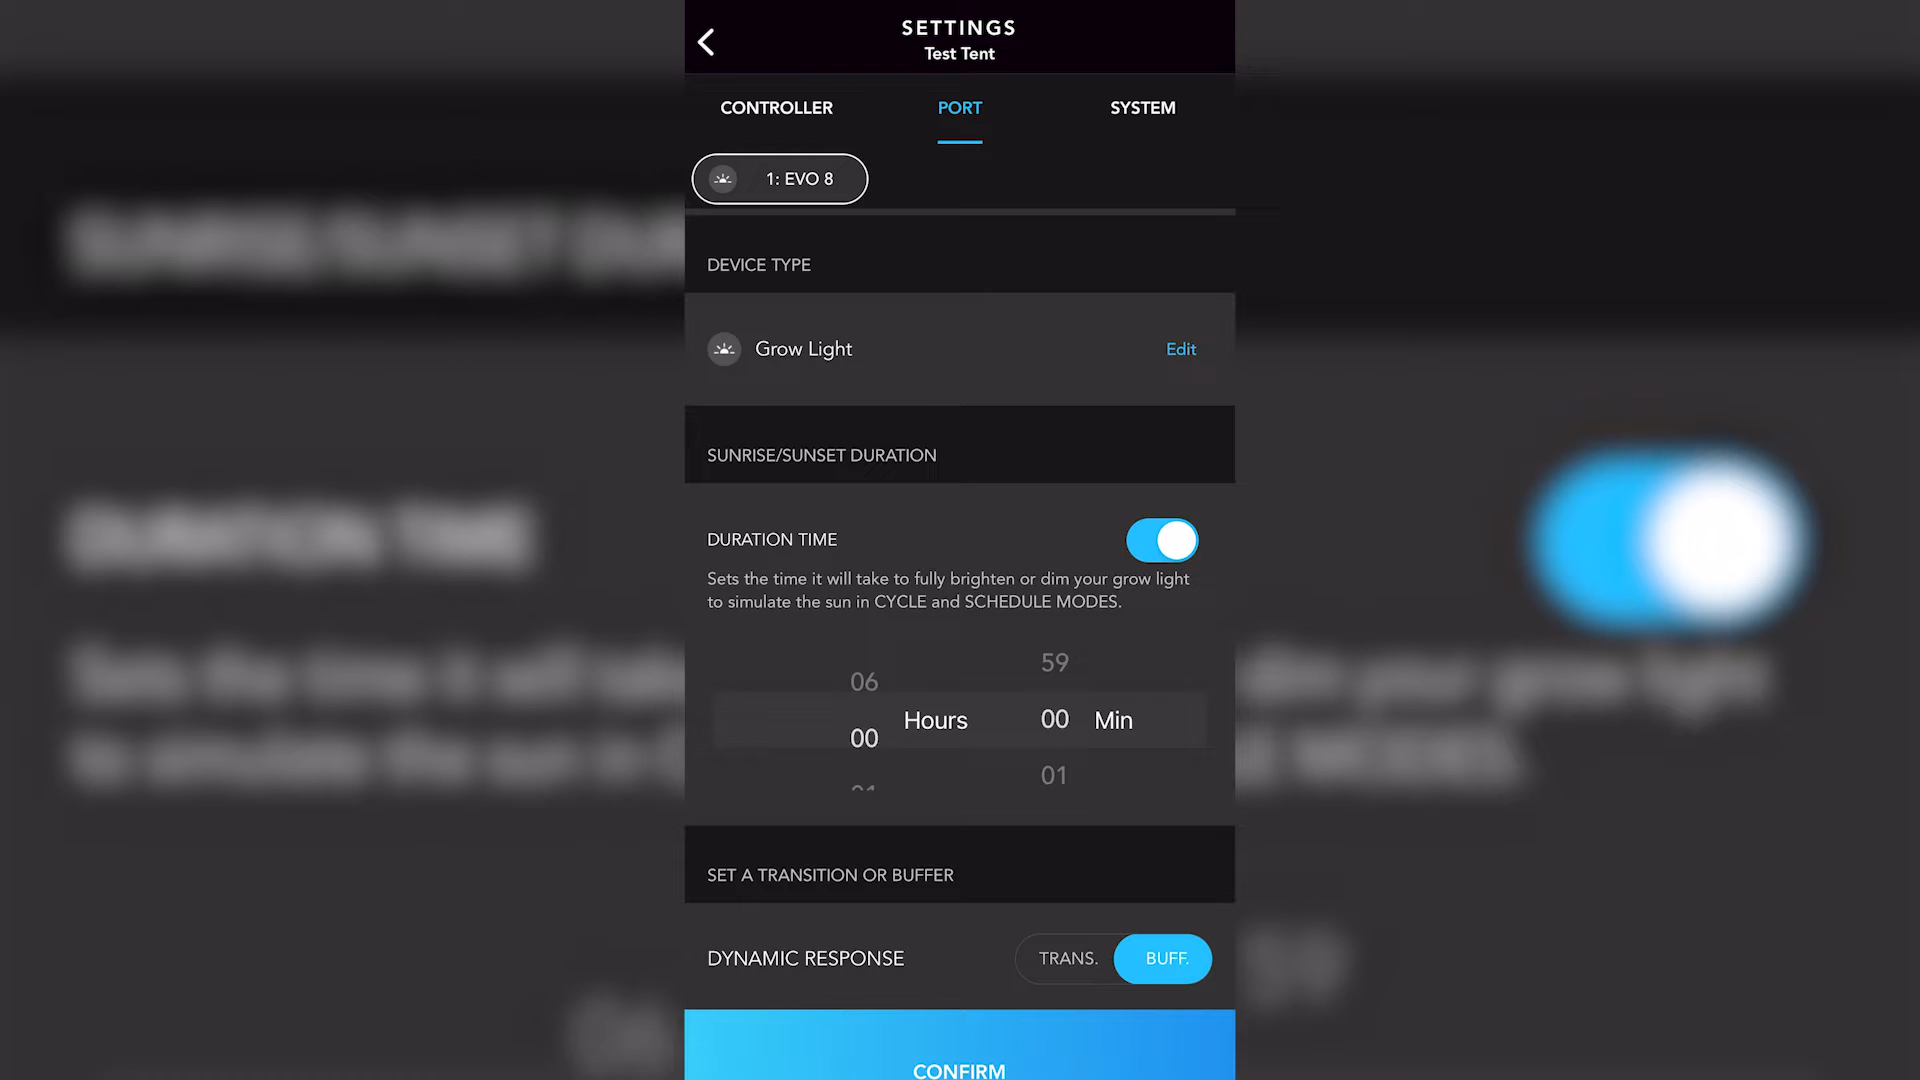 SETTINGS
Test Tent
CONTROLLER PORT SYSTEM
1: EVO 8
DEVICE TYPE
Grow Light Edit
SUNRISE/SUNSET DURATION
DURATION TIME
Sets the time it will take to fully brighten or dim your grow light
to simulate the sun in CYCLE and SCHEDULE MODES.
06 59
00 Hours 00 Min
01 01
SET A TRANSITION OR BUFFER
DYNAMIC RESPONSE TRANS. BUFF.
CONFIRM